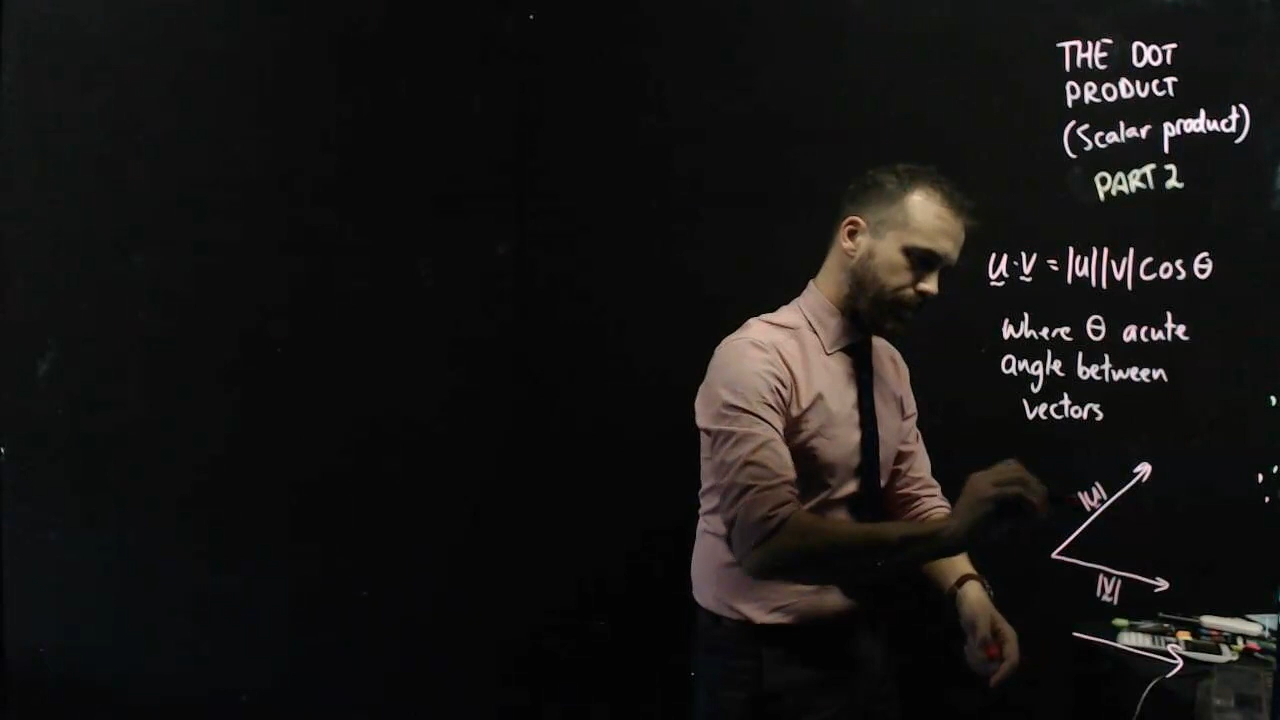 THE DOT
PRODUCT
(Scalar product)
PART 2
u·v = |u||v| cos θ
where θ acute
angle between
vectors
|u|
|v|